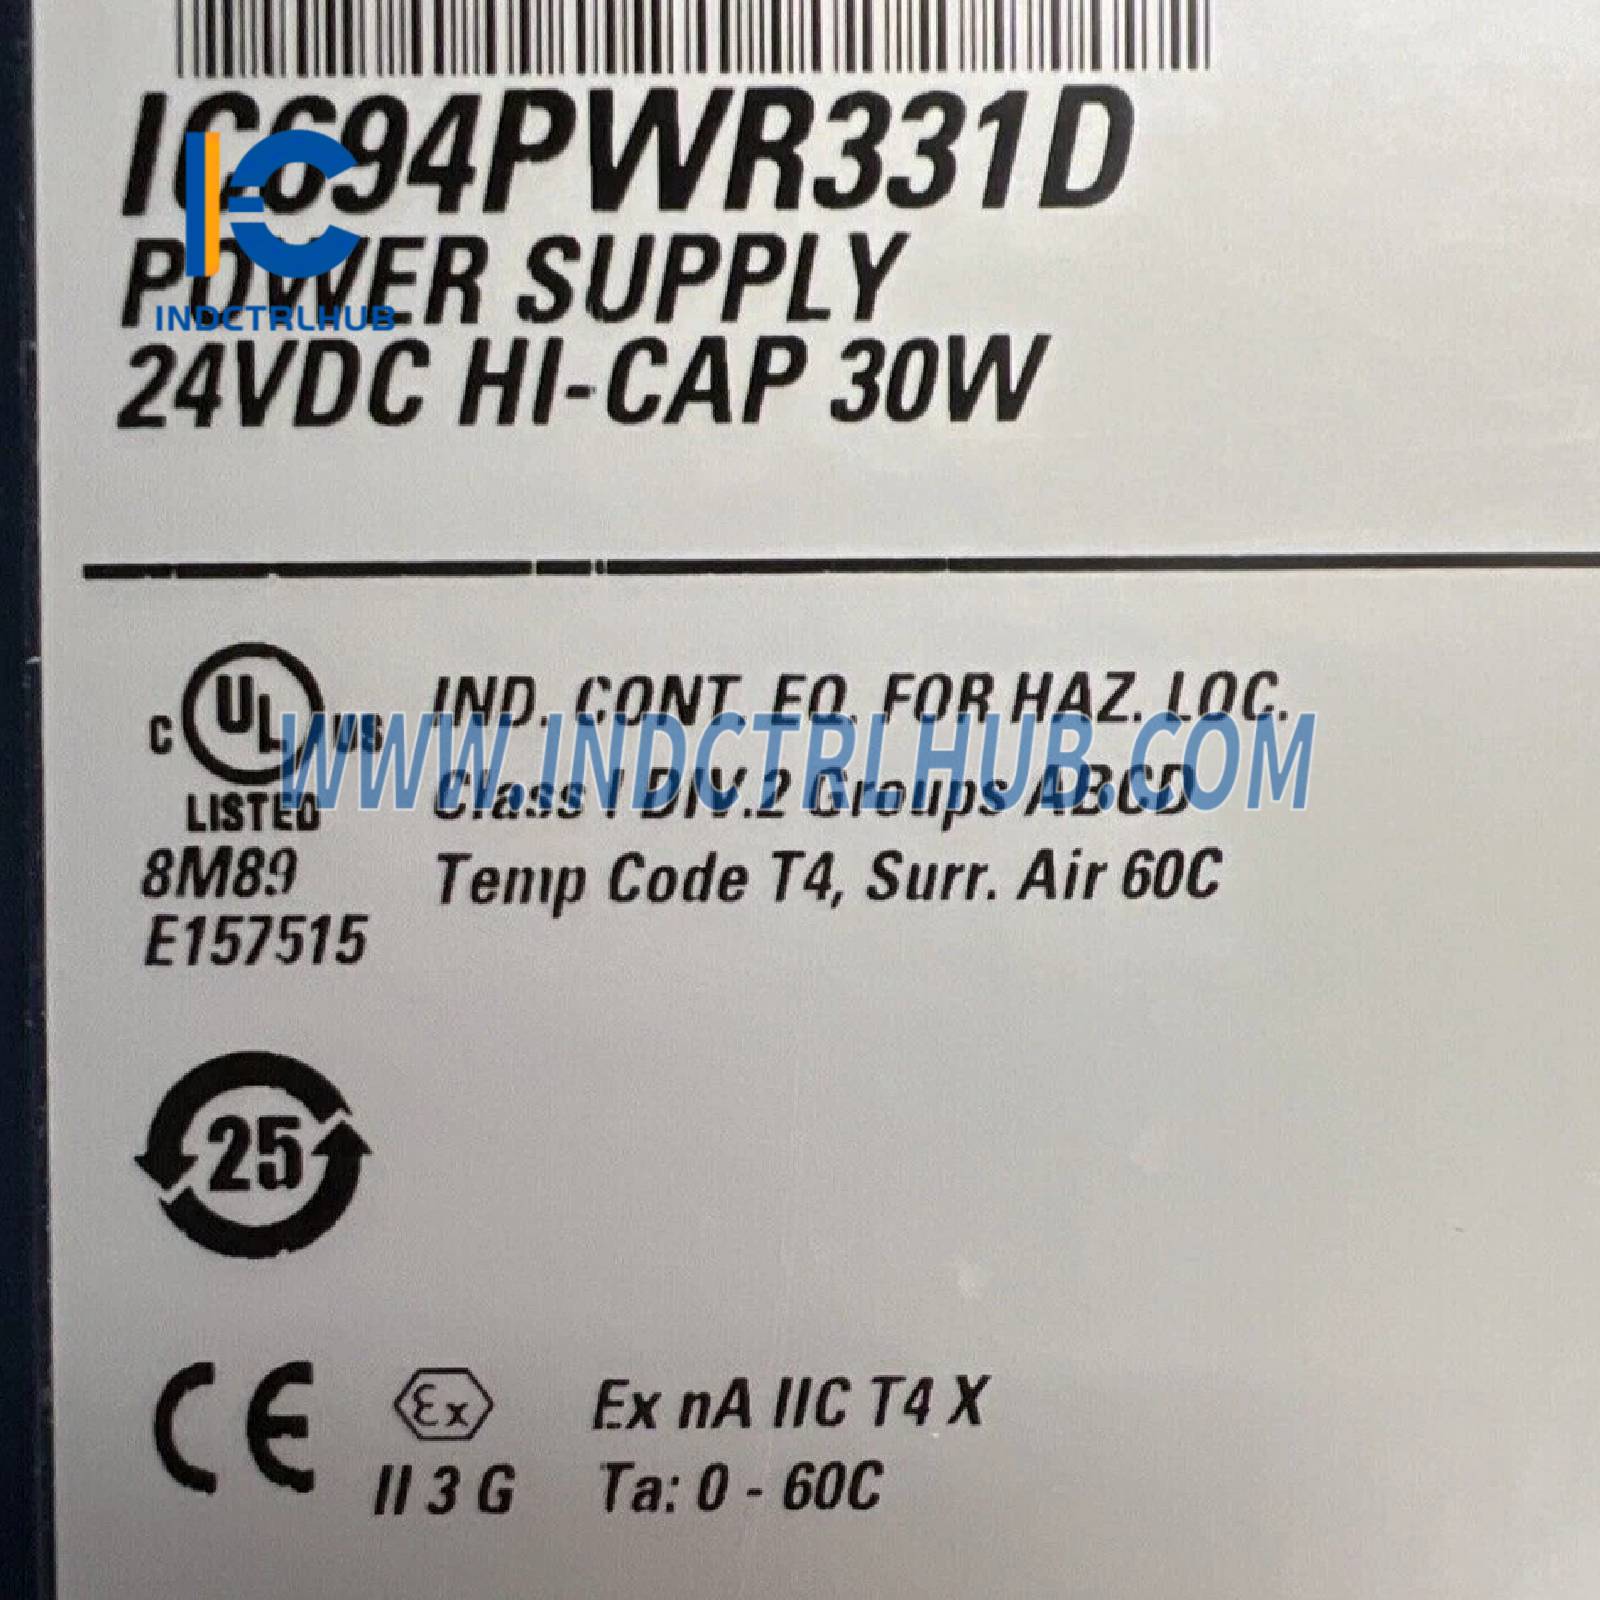 IC694PWR331D
POWER SUPPLY
INDCTRLHUB
24VDC HI-CAP 30W
C UL US
LISTED
8M89
E157515
IND. CONT. EQ. FOR HAZ. LOC.
WWW.INDCTRLHUB.COM
Class I DIV.2 Groups ABCD
Temp Code T4, Surr. Air 60C
25
CE
Ex
II 3 G
Ex nA IIC T4 X
Ta: 0 - 60C